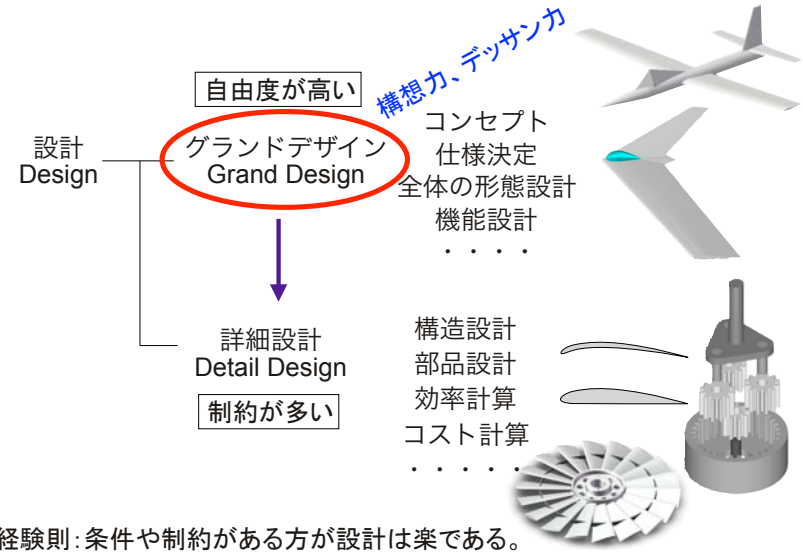 構想力、デッサン力
自由度が高い
設計
Design
グランドデザイン
Grand Design
コンセプト
仕様決定
全体の形態設計
機能設計
・・・・
詳細設計
Detail Design
制約が多い
構造設計
部品設計
効率計算
コスト計算
・・・・・
経験則：条件や制約がある方が設計は楽である。